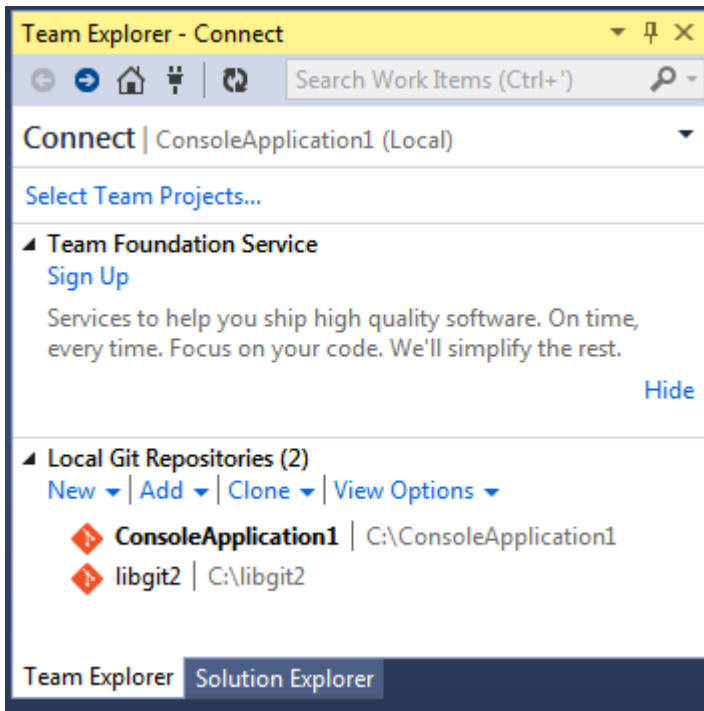 Team Explorer - Connect
Search Work Items (Ctrl+')
Connect | ConsoleApplication1 (Local)
Select Team Projects...
Team Foundation Service
Sign Up
Services to help you ship high quality software. On time,
every time. Focus on your code. We'll simplify the rest.
Hide
Local Git Repositories (2)
New | Add | Clone | View Options
ConsoleApplication1 | C:\ConsoleApplication1
libgit2 | C:\libgit2
Team Explorer Solution Explorer